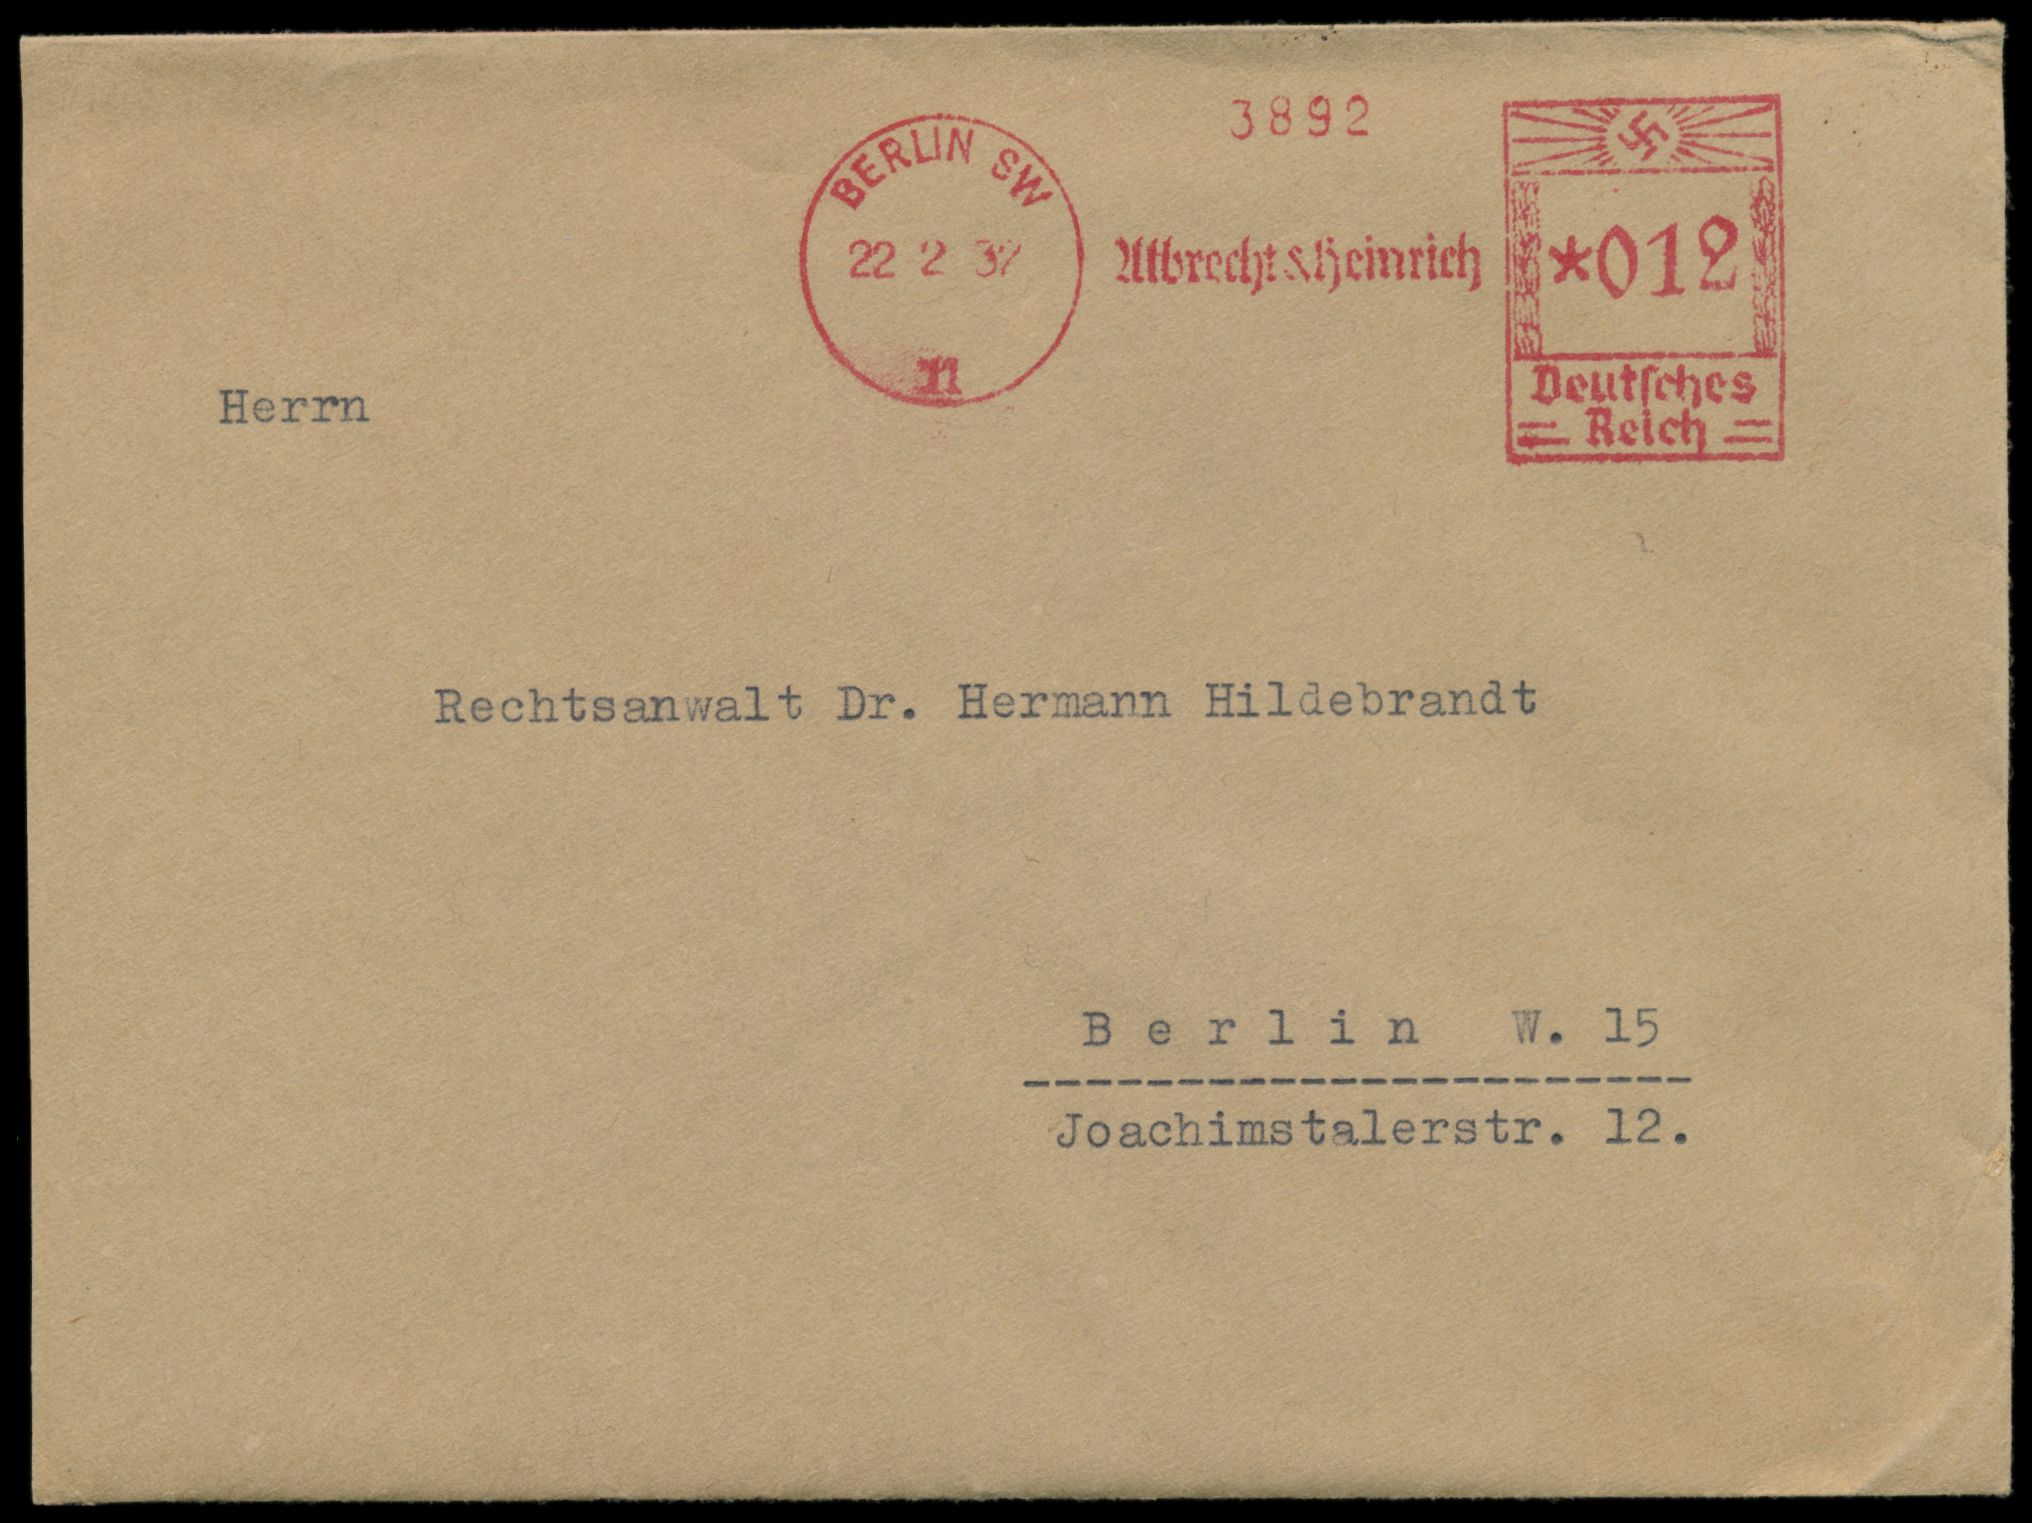 3892
BERLIN SW
22 2 37
11
Albrecht & Heinrich
*012
Deutsches
Reich
Herrn
Rechtsanwalt Dr. Hermann Hildebrandt
Berlin W. 15
Joachimstalerstr. 12.